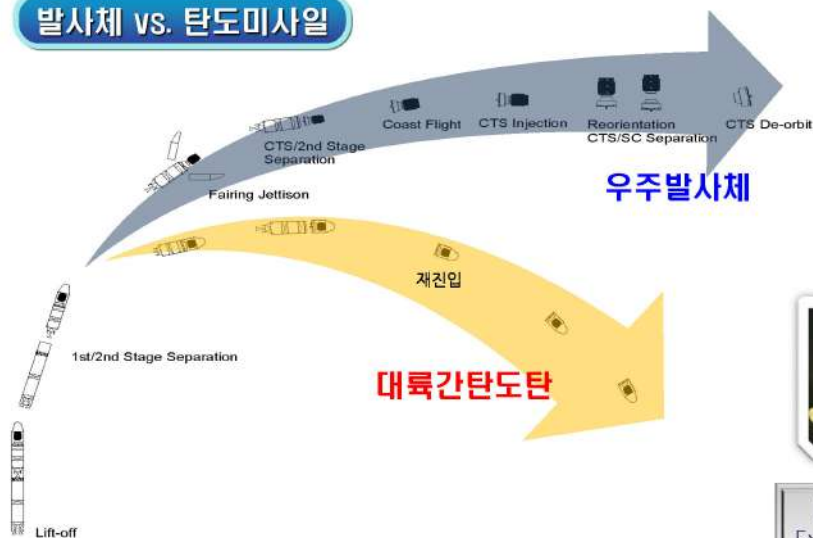 발사체 vs. 탄도미사일
Coast Flight
CTS Injection
Reorientation
CTS/SC Separation
CTS De-orbit
CTS/2nd Stage
Separation
Fairing Jettison
우주발사체
재진입
1st/2nd Stage Separation
대륙간탄도탄
Lift-off